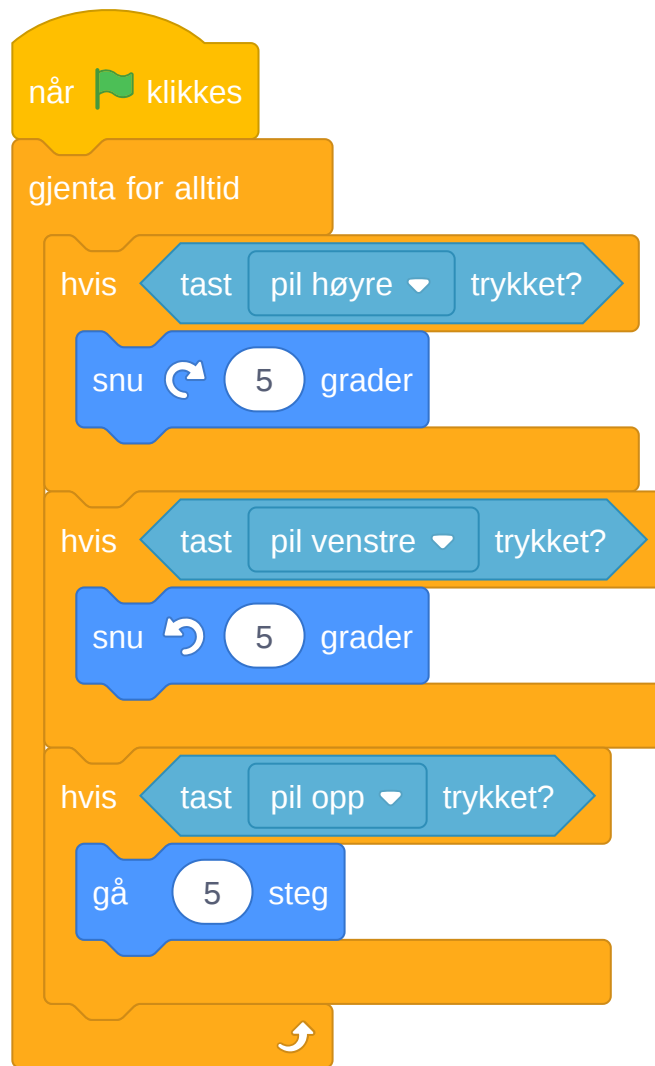 når klikkes
gjenta for alltid
hvis tast pil høyre trykket?
snu 5 grader
hvis tast pil venstre trykket?
snu 5 grader
hvis tast pil opp trykket?
gå 5 steg